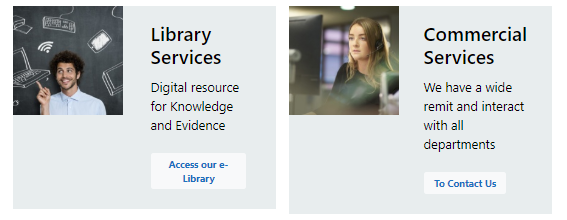 Library
Services
Digital resource
for Knowledge
and Evidence
Access our e-
Library
Commercial
Services
We have a wide
remit and interact
with all
departments
To Contact Us